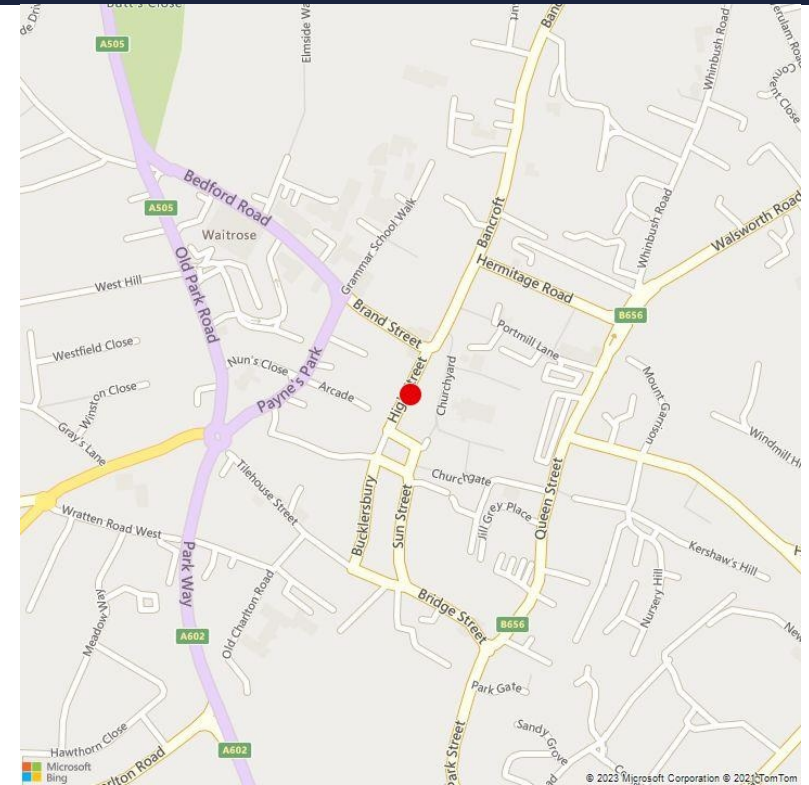 Butt's Close
A505
Elmside
Whinbush Road
Convent Close
Bedford Road
A505
Waitrose
Grammar School Walk
Bancroft
Whinbush Road
Walsworth Road
Old Park Road
West Hill
Hermitage Road
B656
Brand Street
Portmill Lane
Westfield Close
Nun's Close
Arcade
Payne's Park
High Street
Churchyard
Mount Garrison
Winston Close
Gray's Lane
Windmill
Tilehouse Street
Churchgate
Bucklersbury
Sun Street
Jill Grey Place
Queen Street
Wratten Road West
Park Way
Kershaw's Hill
Old Charlton Road
Nursery Hill
Meadow Way
Bridge Street
B656
A602
Park Gate
Sandy Grove
Park Street
Hawthorn Close
A602
Road
Microsoft
Bing
© 2023 Microsoft Corporation © 2021 TomTom